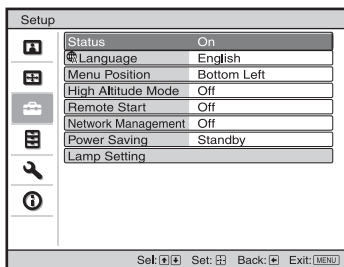 Setup
Status On
Language English
Menu Position Bottom Left
High Altitude Mode Off
Remote Start Off
Network Management Off
Power Saving Standby
Lamp Setting
Sel: Set: Back: Exit: MENU